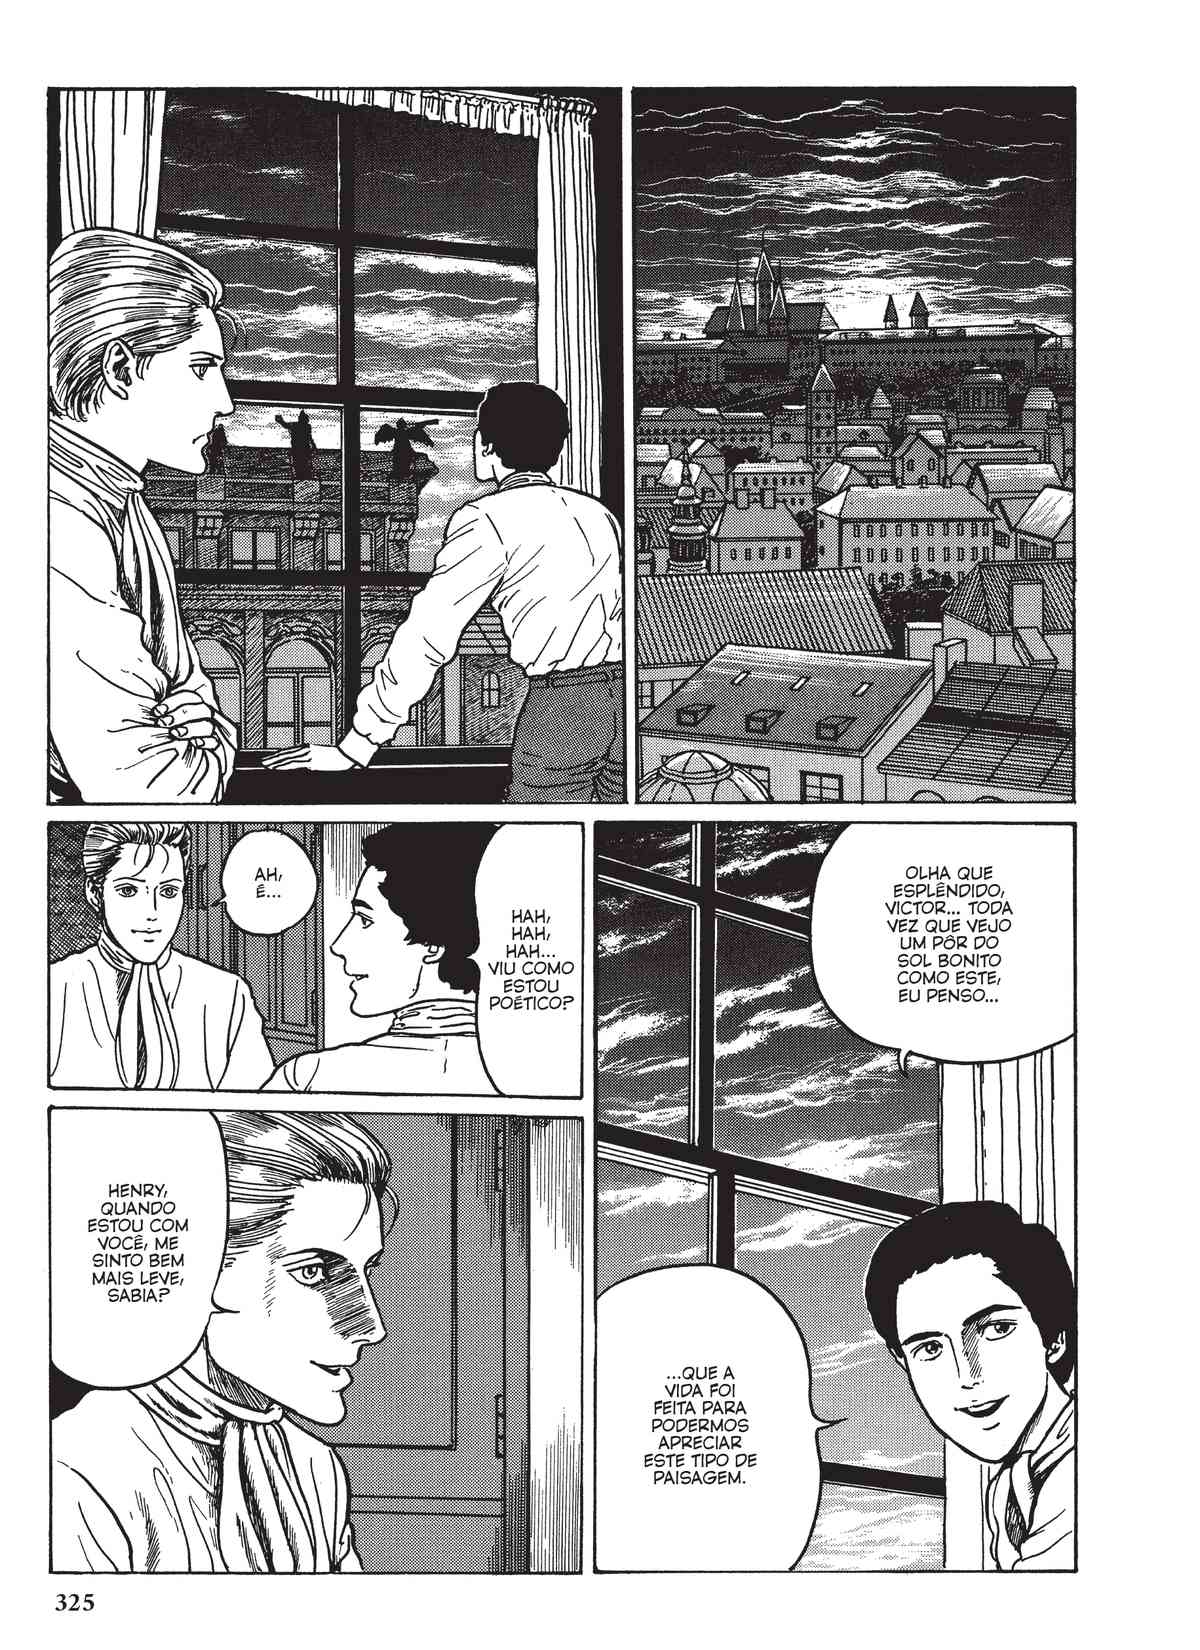 OLHA QUE
ESPLÊNDIDO,
VICTOR... TODA
VEZ QUE VEJO
UM PÔR DO
SOL BONITO
COMO ESTE,
EU PENSO...
...QUE A
VIDA FOI
FEITA PARA
PODERMOS
APRECIAR
ESTE TIPO DE
PAISAGEM.
HAH,
HAH,
HAH...
VIU COMO
ESTOU
POÉTICO?
AH,
É...
HENRY,
QUANDO
ESTOU COM
VOCÊ, ME
SINTO BEM
MAIS LEVE,
SABIA?
325